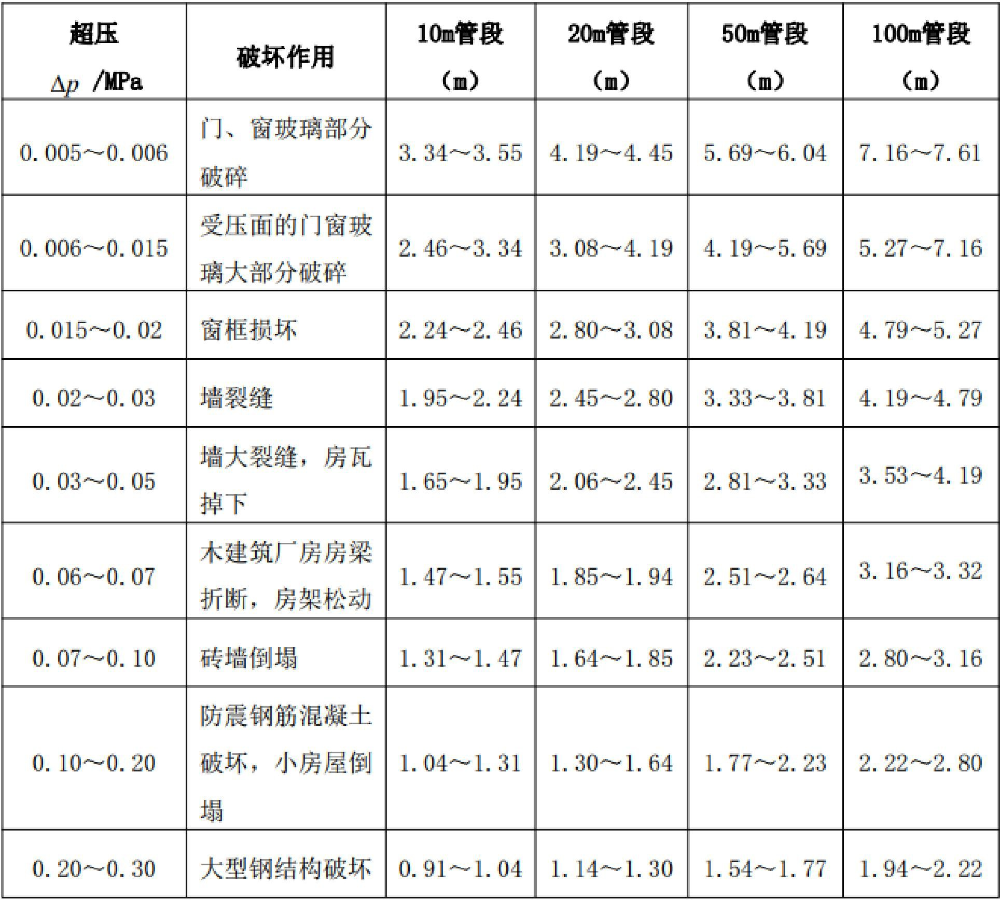 超压 Δp /MPa 破坏作用 10m管段 (m) 20m管段 (m) 50m管段 (m) 100m管段 (m)
0.005～0.006 门、窗玻璃部分破碎 3.34～3.55 4.19～4.45 5.69～6.04 7.16～7.61
0.006～0.015 受压面的门窗玻璃大部分破碎 2.46～3.34 3.08～4.19 4.19～5.69 5.27～7.16
0.015～0.02 窗框损坏 2.24～2.46 2.80～3.08 3.81～4.19 4.79～5.27
0.02～0.03 墙裂缝 1.95～2.24 2.45～2.80 3.33～3.81 4.19～4.79
0.03～0.05 墙大裂缝，房瓦掉下 1.65～1.95 2.06～2.45 2.81～3.33 3.53～4.19
0.06～0.07 木建筑厂房房梁折断，房架松动 1.47～1.55 1.85～1.94 2.51～2.64 3.16～3.32
0.07～0.10 砖墙倒塌 1.31～1.47 1.64～1.85 2.23～2.51 2.80～3.16
0.10～0.20 防震钢筋混凝土破坏，小房屋倒塌 1.04～1.31 1.30～1.64 1.77～2.23 2.22～2.80
0.20～0.30 大型钢结构破坏 0.91～1.04 1.14～1.30 1.54～1.77 1.94～2.22